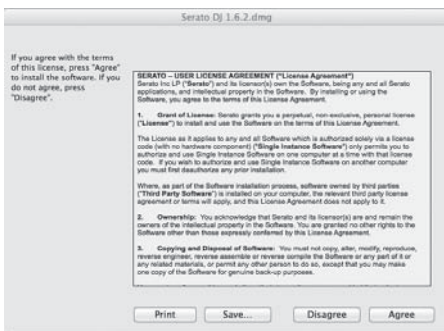 Serato DJ 1.6.2.dmg
If you agree with the terms
of this license, press "Agree"
to install the software. If you
do not agree, press
"Disagree".
SERATO – USER LICENSE AGREEMENT ("License Agreement")
Serato Inc LP ("Serato") and its licensor(s) own the Software, being any and all Serato
applications, and intellectual property in the Software. By installing or using the
Software, you agree to the terms of this License Agreement.
1. Grant of License: Serato grants you a perpetual, non-exclusive, personal license
("License") to install and use the Software on the terms of this License Agreement.
The License as it applies to any and all Software which is authorized solely via a license
code (with no hardware component) ("Single Instance Software") only permits you to
authorize and use Single Instance Software on one computer at a time with that license
code. If you wish to authorize and use Single Instance Software on another computer
you must first deauthorize any prior installation.
Where, as part of the Software installation process, software owned by third parties
("Third Party Software") is installed on your computer, the relevant third party license
agreement or terms will apply, and this License Agreement does not apply to it.
2. Ownership: You acknowledge that Serato and its licensor(s) are and remain the
owners of the intellectual property in the Software. You are granted no other rights to the
Software other than those expressly conferred by this License Agreement.
3. Copying and Disposal of Software: You must not copy, alter, modify, reproduce,
reverse engineer, reverse assemble or reverse compile the Software or any part of it or
any related materials, or permit any other person to do so, except that you may make
one copy of the Software for genuine back-up purposes.
Print Save... Disagree Agree